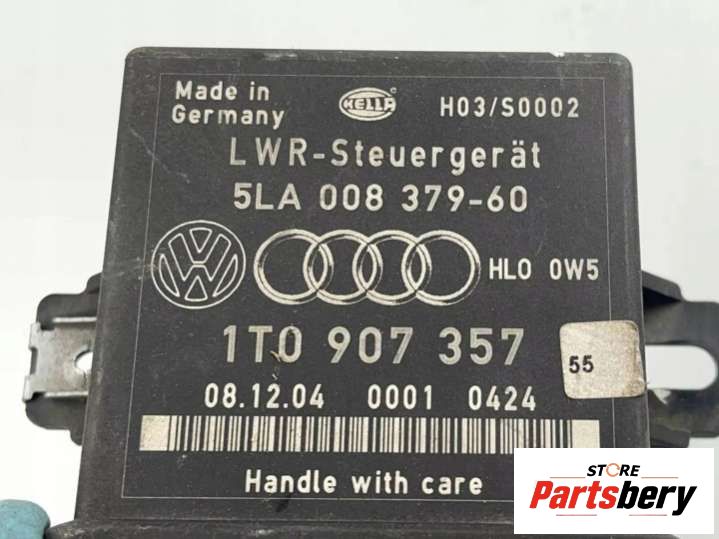 Made in
Germany
HELLA
H03/S0002
LWR-Steuergerät
5LA 008 379-60
VW
HLO 0W5
1T0 907 357
55
08.12.04 0001 0424
Handle with care
STORE
Partsbery